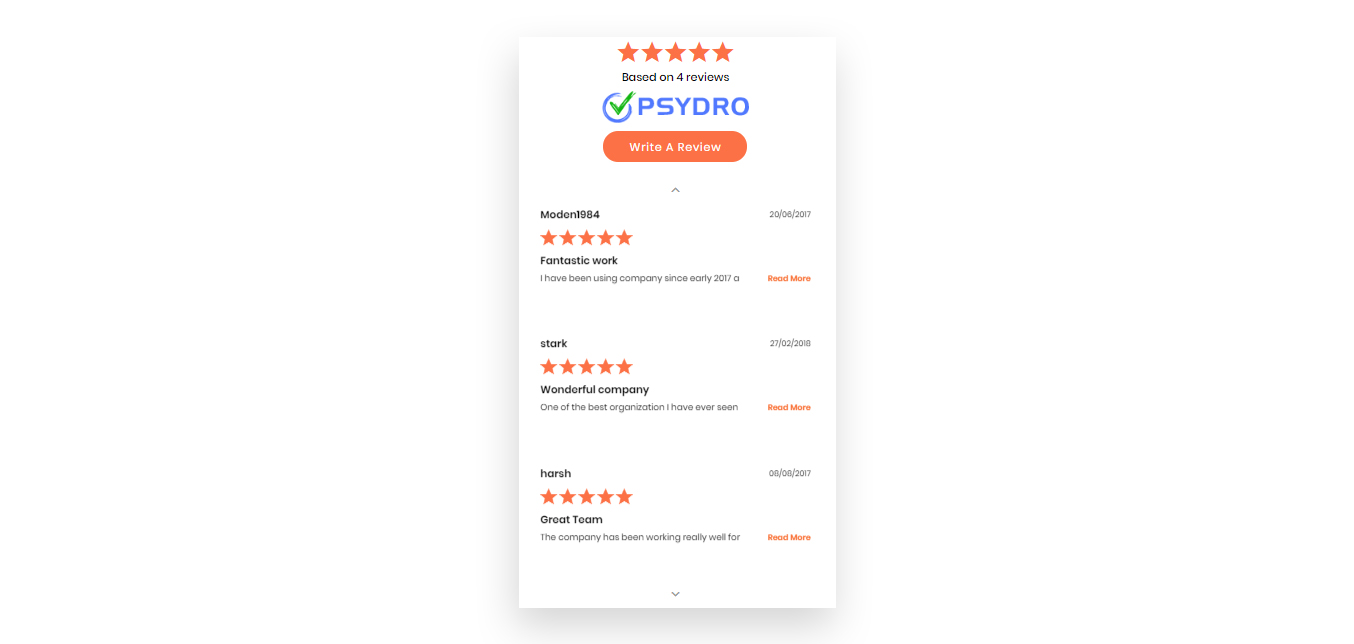 Based on 4 reviews
PSYDRO
Write A Review
Moden1984 20/06/2017
Fantastic work
I have been using company since early 2017 a Read More
stark 27/02/2018
Wonderful company
One of the best organization I have ever seen Read More
harsh 08/08/2017
Great Team
The company has been working really well for Read More